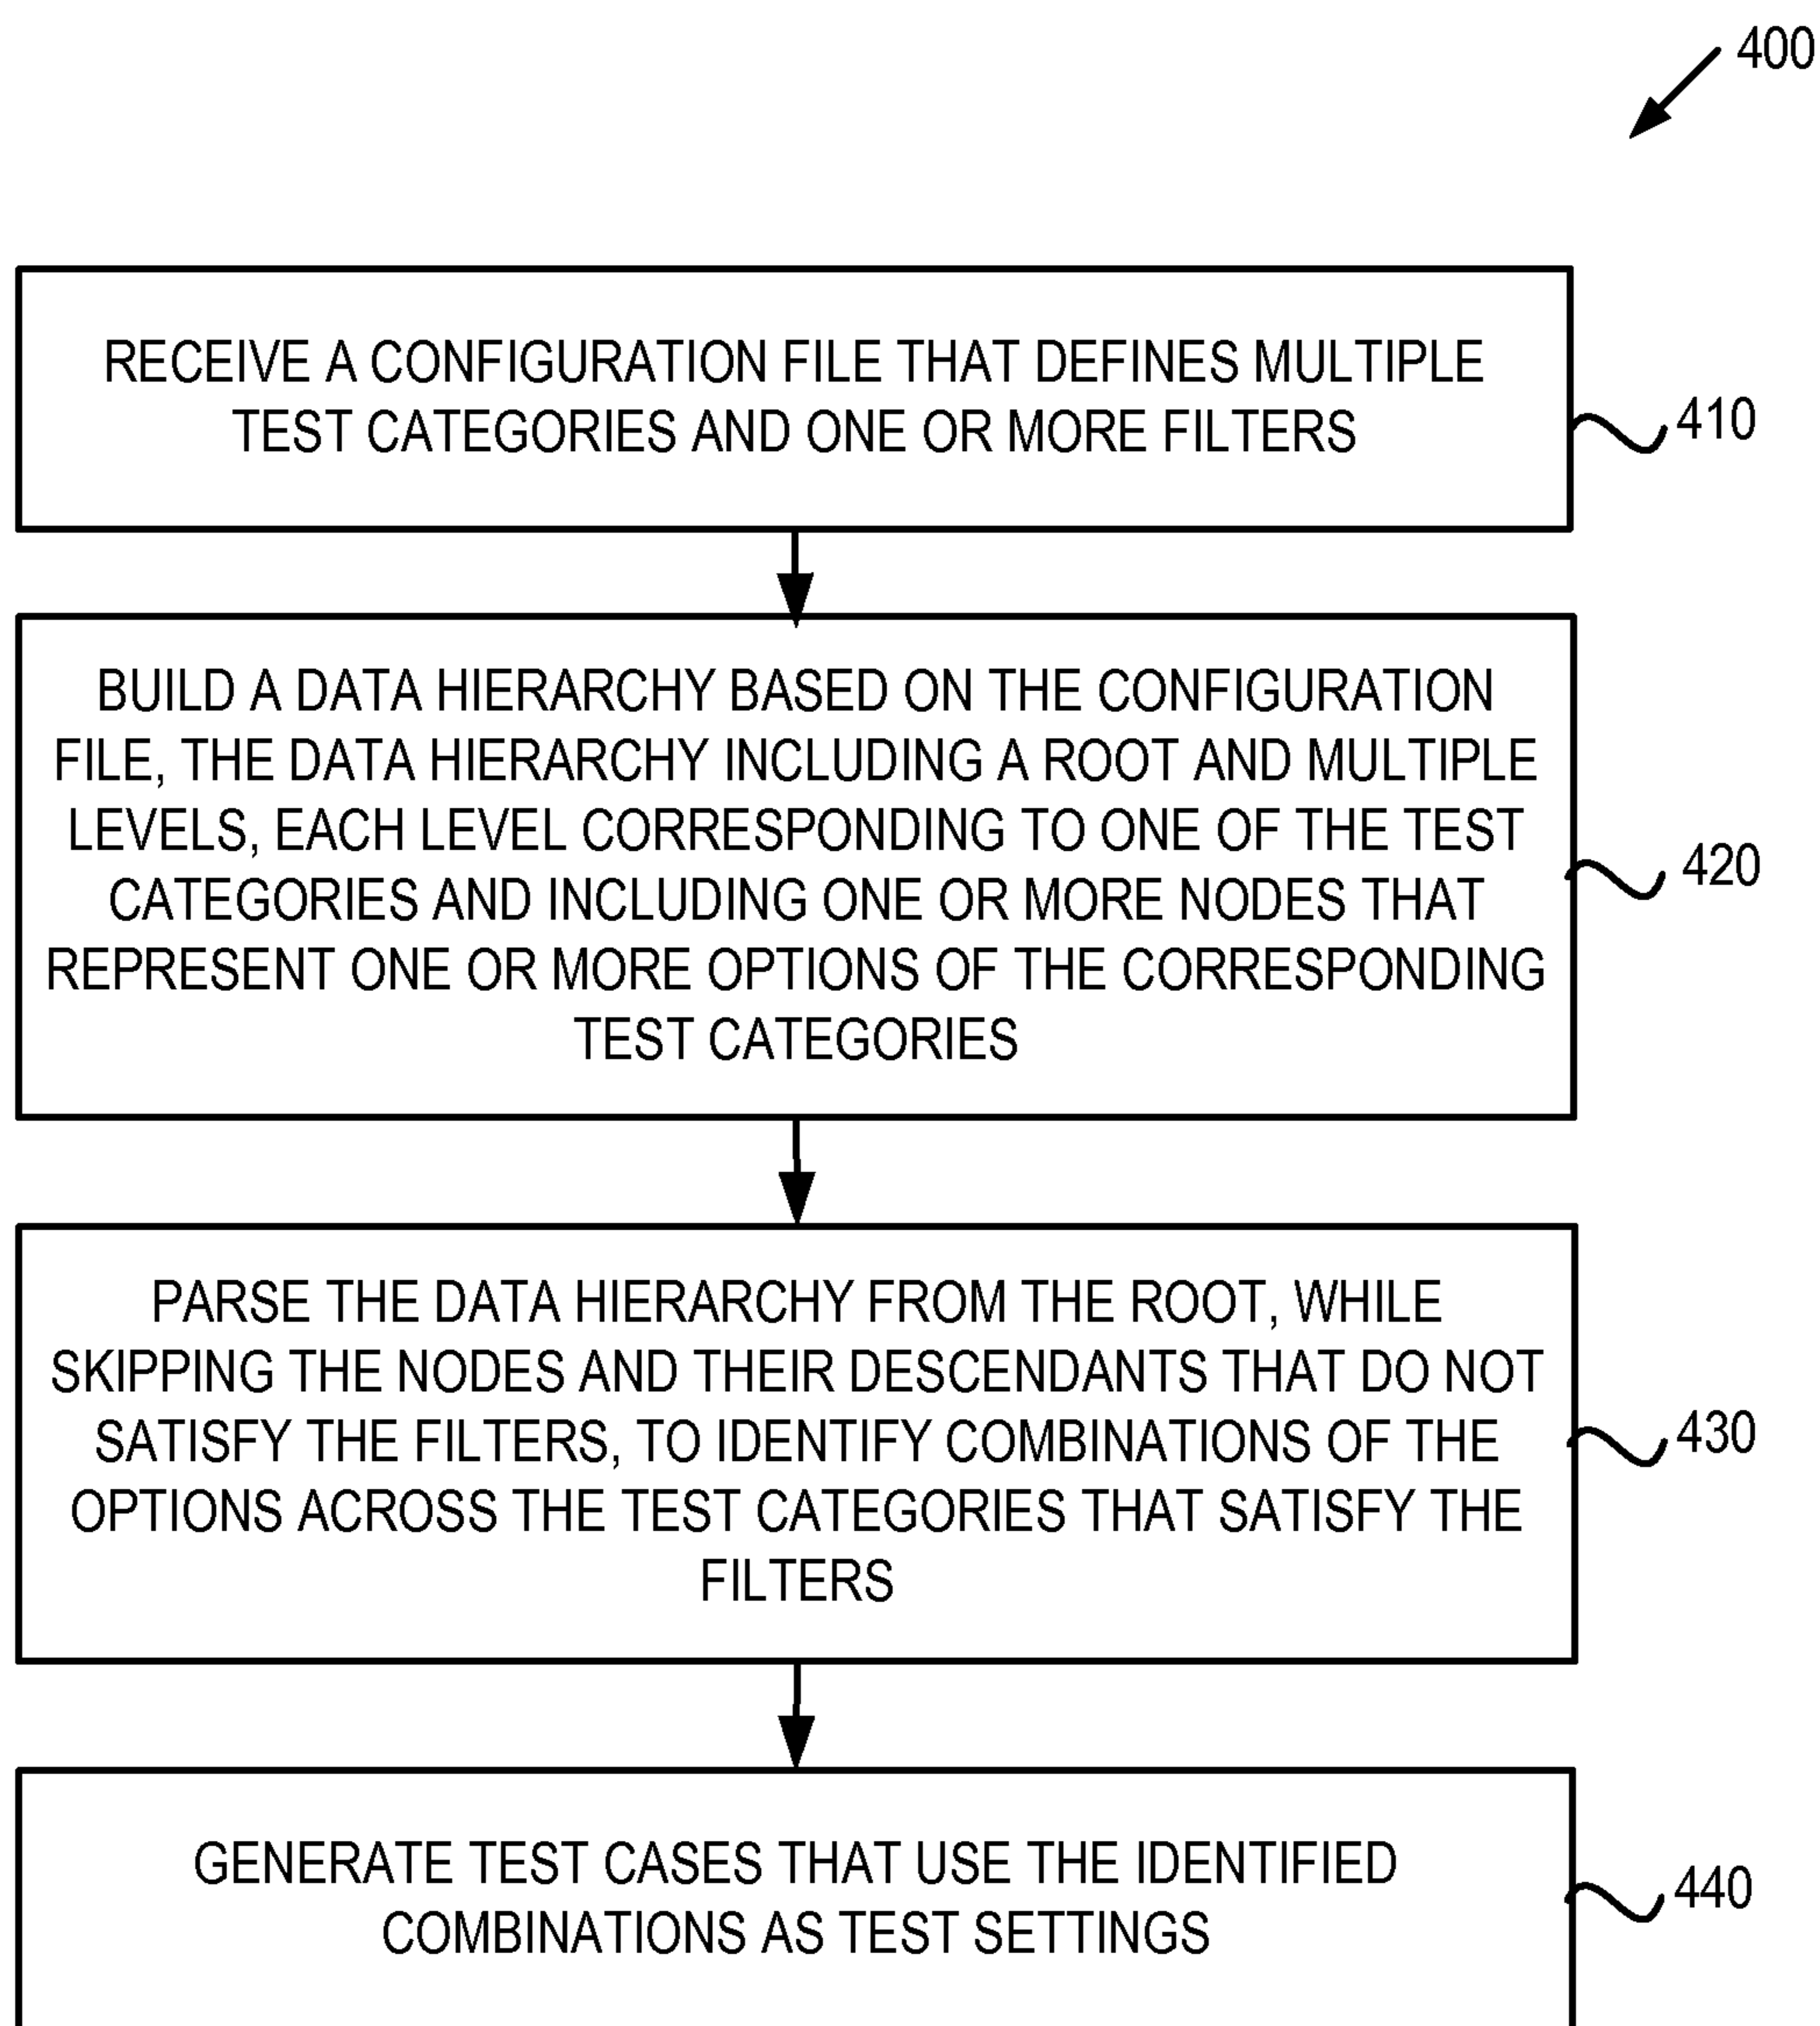 400
RECEIVE A CONFIGURATION FILE THAT DEFINES MULTIPLE
TEST CATEGORIES AND ONE OR MORE FILTERS
410
BUILD A DATA HIERARCHY BASED ON THE CONFIGURATION
FILE, THE DATA HIERARCHY INCLUDING A ROOT AND MULTIPLE
LEVELS, EACH LEVEL CORRESPONDING TO ONE OF THE TEST
CATEGORIES AND INCLUDING ONE OR MORE NODES THAT
REPRESENT ONE OR MORE OPTIONS OF THE CORRESPONDING
TEST CATEGORIES
420
PARSE THE DATA HIERARCHY FROM THE ROOT, WHILE
SKIPPING THE NODES AND THEIR DESCENDANTS THAT DO NOT
SATISFY THE FILTERS, TO IDENTIFY COMBINATIONS OF THE
OPTIONS ACROSS THE TEST CATEGORIES THAT SATISFY THE
FILTERS
430
GENERATE TEST CASES THAT USE THE IDENTIFIED
COMBINATIONS AS TEST SETTINGS
440